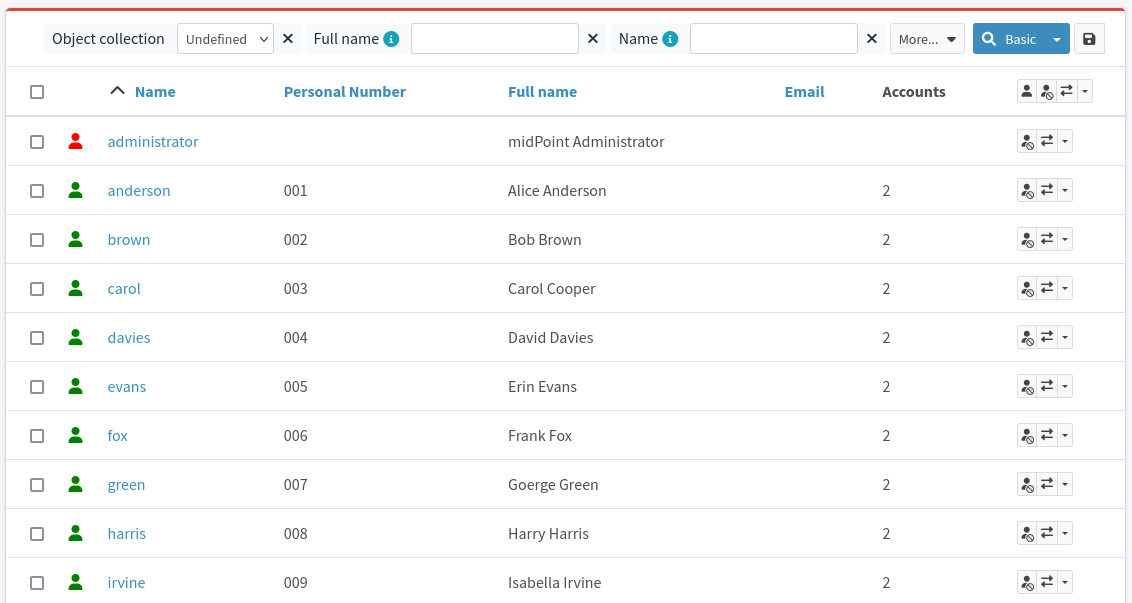 Object collection Undefined Full name Name More... Basic
Name Personal Number Full name Email Accounts
administrator midPoint Administrator
anderson 001 Alice Anderson 2
brown 002 Bob Brown 2
carol 003 Carol Cooper 2
davies 004 David Davies 2
evans 005 Erin Evans 2
fox 006 Frank Fox 2
green 007 Goerge Green 2
harris 008 Harry Harris 2
irvine 009 Isabella Irvine 2